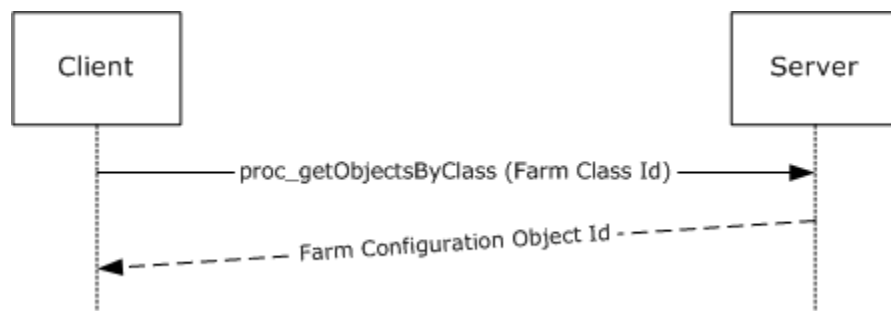 Client
Server
proc_getObjectsByClass (Farm Class Id)
Farm Configuration Object Id